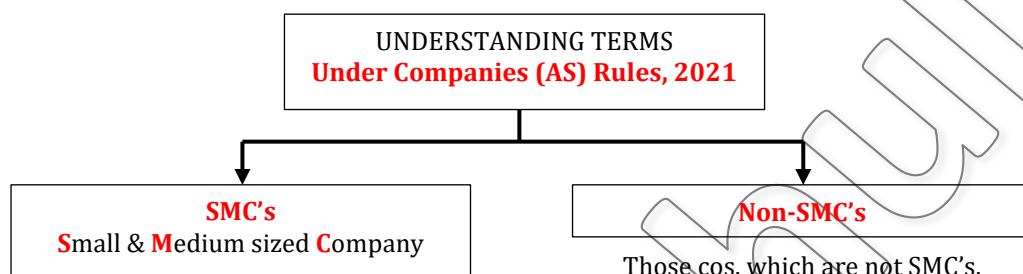 UNDERSTANDING TERMS
Under Companies (AS) Rules, 2021
SMC's
Small & Medium sized Company
Non-SMC's
Those cos. which are not SMC's.